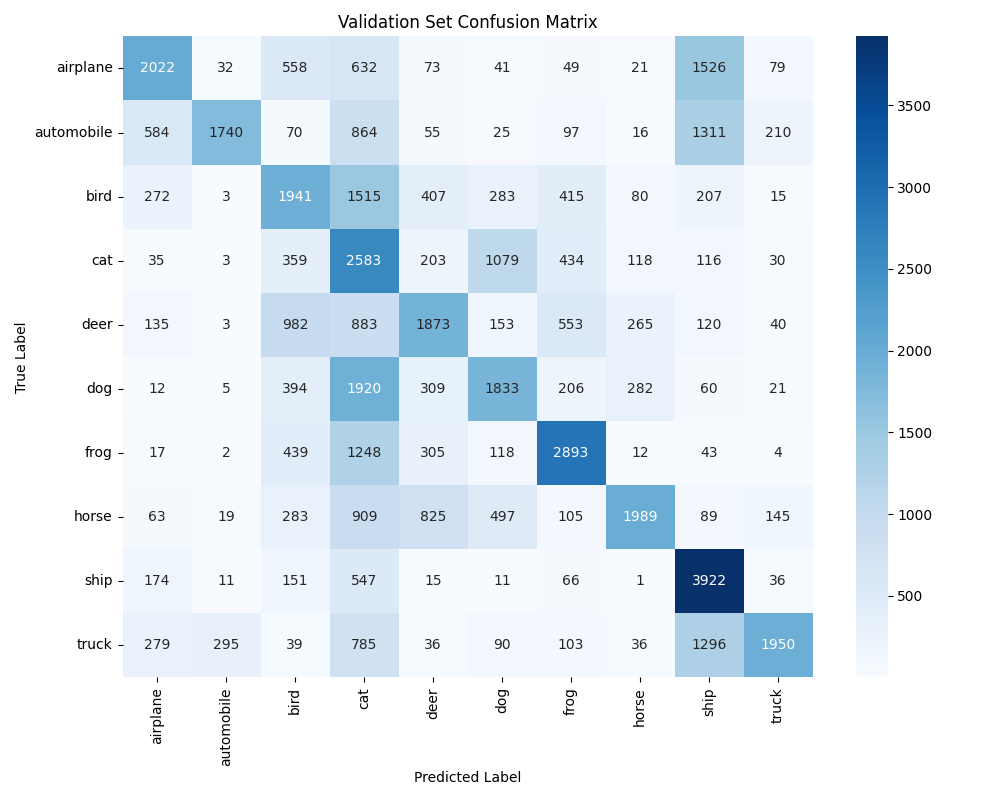 Validation Set Confusion Matrix
airplane 2022 32 558 632 73 41 49 21 1526 79
automobile 584 1740 70 864 55 25 97 16 1311 210
bird 272 3 1941 1515 407 283 415 80 207 15
cat 35 3 359 2583 203 1079 434 118 116 30
deer 135 3 982 883 1873 153 553 265 120 40
dog 12 5 394 1920 309 1833 206 282 60 21
frog 17 2 439 1248 305 118 2893 12 43 4
horse 63 19 283 909 825 497 105 1989 89 145
ship 174 11 151 547 15 11 66 1 3922 36
truck 279 295 39 785 36 90 103 36 1296 1950
airplane automobile bird cat deer dog frog horse ship truck
Predicted Label
True Label
3500
3000
2500
2000
1500
1000
500